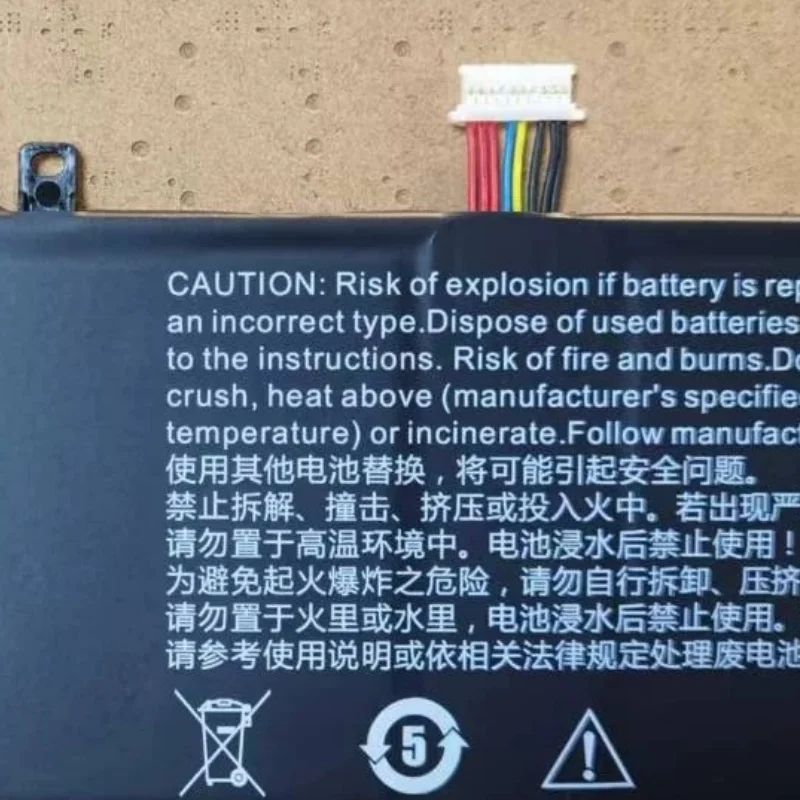 CAUTION: Risk of explosion if battery is rep
an incorrect type.Dispose of used batteries
to the instructions. Risk of fire and burns.Do
crush, heat above (manufacturer's specifie
temperature) or incinerate.Follow manufact
使用其他电池替换，将可能引起安全问题。
禁止拆解、撞击、挤压或投入火中。若出现严
请勿置于高温环境中。电池浸水后禁止使用！
为避免起火爆炸之危险，请勿自行拆卸、压挤
请勿置于火里或水里，电池浸水后禁止使用。
请参考使用说明或依相关法律规定处理废电池
5